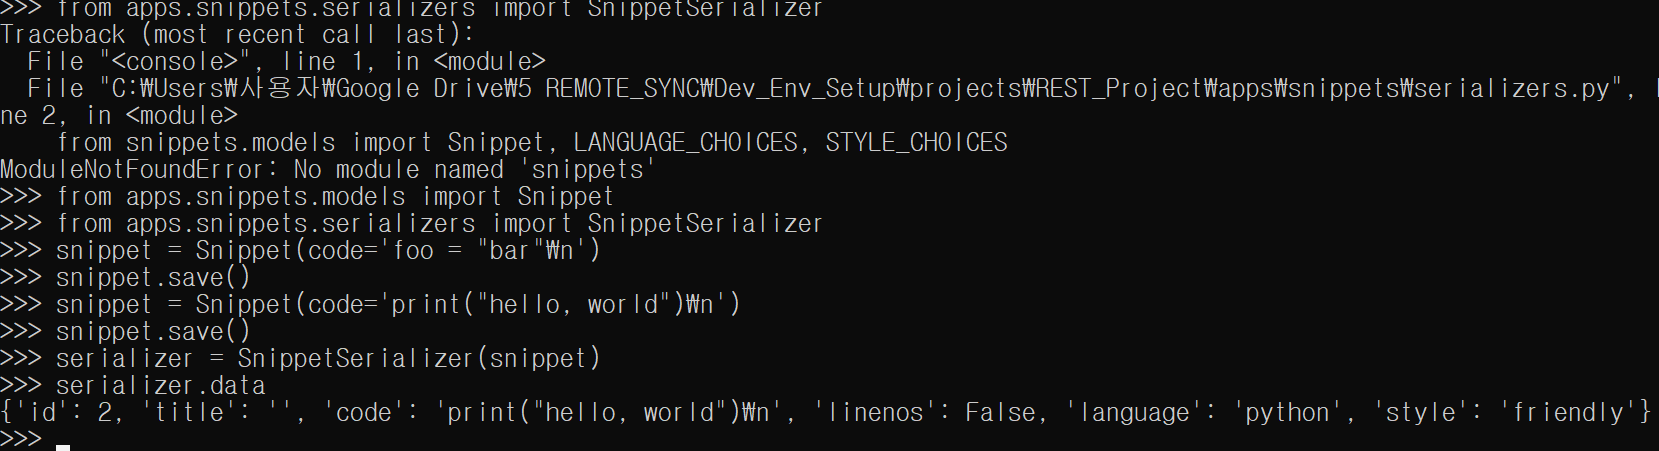 >>> from apps.snippets.serializers import SnippetSerializer
Traceback (most recent call last):
  File "<console>", line 1, in <module>
  File "C:₩Users₩사용자₩Google Drive₩5 REMOTE_SYNC₩Dev_Env_Setup₩projects₩REST_Project₩apps₩snippets₩serializers.py",
ne 2, in <module>
    from snippets.models import Snippet, LANGUAGE_CHOICES, STYLE_CHOICES
ModuleNotFoundError: No module named 'snippets'
>>> from apps.snippets.models import Snippet
>>> from apps.snippets.serializers import SnippetSerializer
>>> snippet = Snippet(code='foo = "bar"₩n')
>>> snippet.save()
>>> snippet = Snippet(code='print("hello, world")₩n')
>>> snippet.save()
>>> serializer = SnippetSerializer(snippet)
>>> serializer.data
{'id': 2, 'title': '', 'code': 'print("hello, world")₩n', 'linenos': False, 'language': 'python', 'style': 'friendly'}
>>>